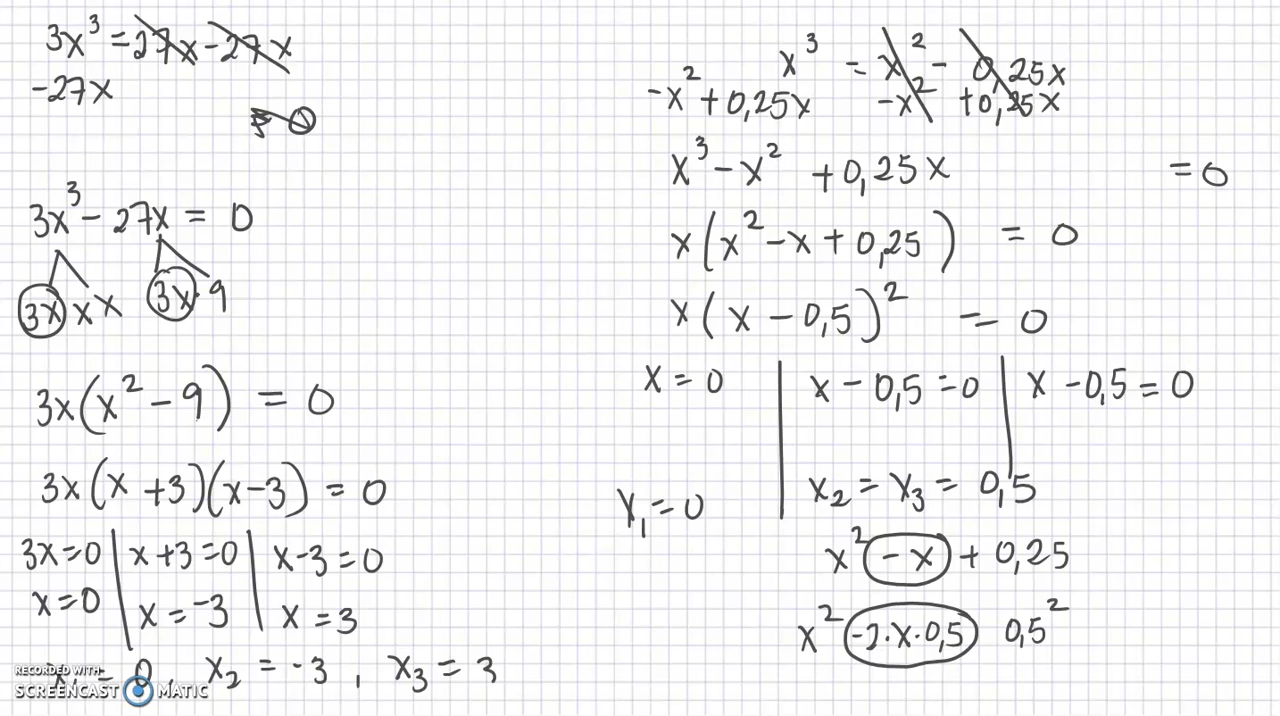 3x³ = 27x - 27x
-27x
3x³ - 27x = 0
3x x x 3x · 9
3x(x² - 9) = 0
3x(x + 3)(x - 3) = 0
3x = 0 | x + 3 = 0 | x - 3 = 0
x = 0 | x = -3 | x = 3
= 0, x₂ = -3, x₃ = 3
x³ = x² - 0,25x
-x² + 0,25x -x² + 0,25x
x³ - x² + 0,25x = 0
x(x² - x + 0,25) = 0
x(x - 0,5)² = 0
x = 0 | x - 0,5 = 0 | x - 0,5 = 0
x₁ = 0 | x₂ = x₃ = 0,5
x² - x + 0,25
x² -2·x·0,5 0,5²
RECORDED WITH
SCREENCAST MATIC